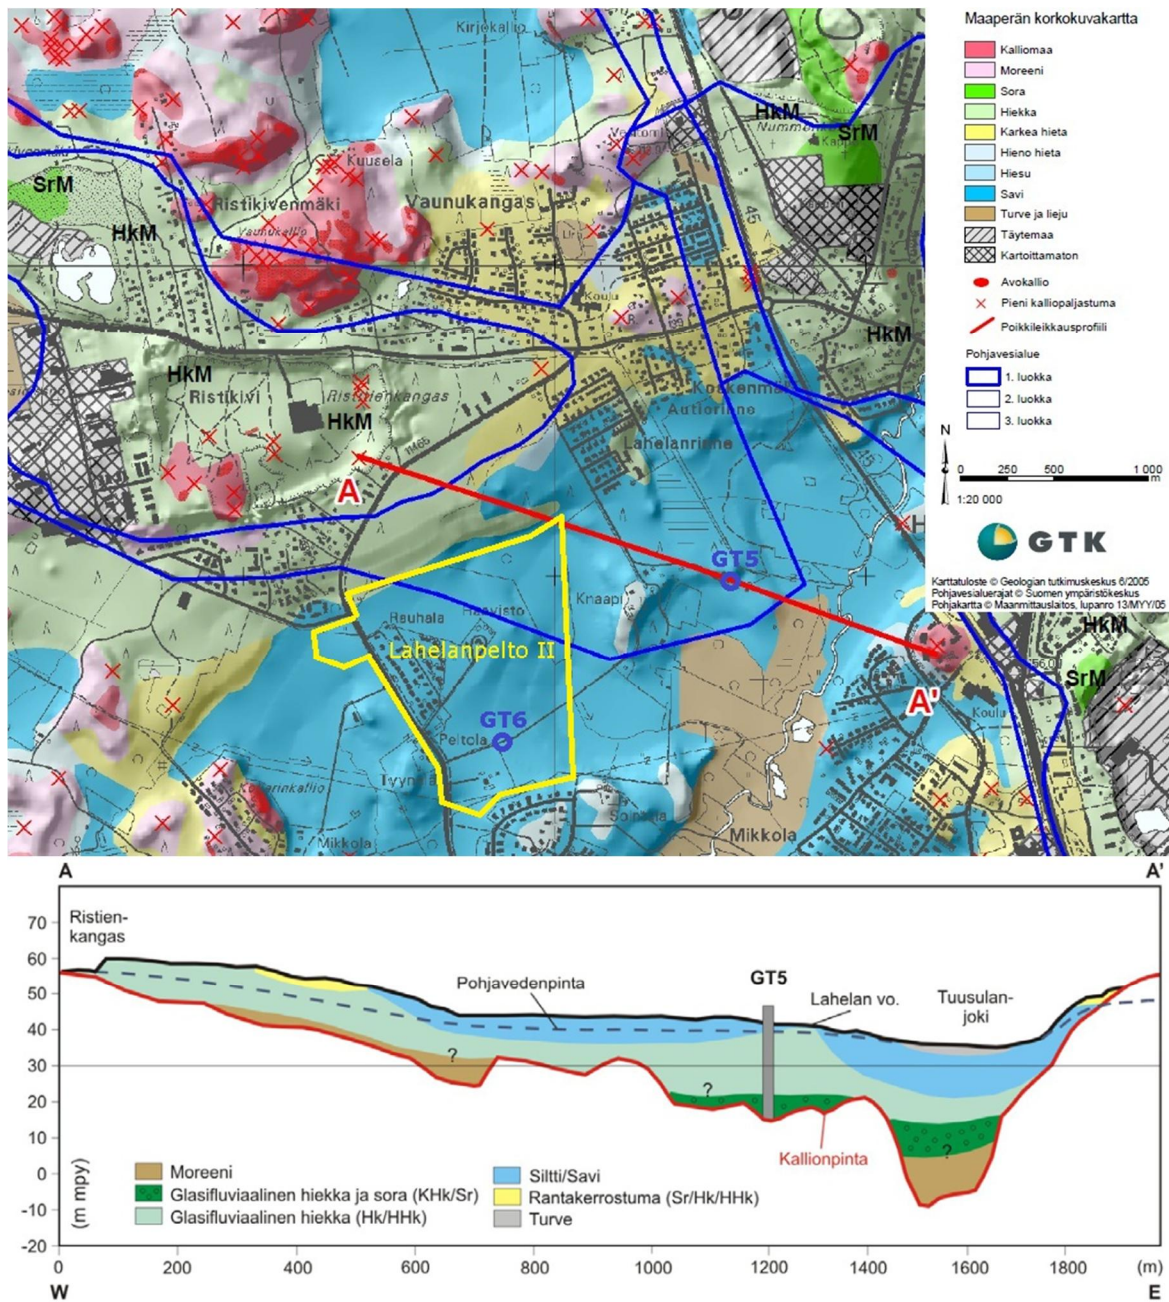 Maaperän korkokuvakartta
Kalliomaa
Moreeni
Sora
Hiekka
Karkea hieta
Hieno hieta
Hiesu
Savi
Turve ja lieju
Täytemaa
Kartoittamaton
Avokallio
Pieni kalliopaljastuma
Poikkileikkausprofiili
Pohjavesialue
1. luokka
2. luokka
3. luokka
N
0 250 500 1 000
m
1:20 000
GTK
Karttatuloste © Geologian tutkimuskeskus 6/2005
Pohjavesialuerajat © Suomen ympäristökeskus
Pohjakartta © Maanmittauslaitos, lupanro 13/MYY/05
Kirjokallio
HkM
SrM
Kuusela
SrM
Ristikivenmäki
Vaunukangas
HkM
Vaunukallio
45
Koulu
HkM
HkM
Ristikivi
Ristienkangas
HkM
Koskenmäki
Autiorinne
Lahelanrinne
A
GT5
Knaapi
Rauhala
Haavisto
HkM
Lahelanpelto II
SrM
A'
GT6
Koulu
Peltola
Tyynelä
Mikkola
Mikkola
A A'
70
60
50
40
30
20
10
0
-10
-20
(m mpy)
Ristien-
kangas
Pohjavedenpinta
GT5
Lahelan vo.
Tuusulan-
joki
?
?
?
Kallionpinta
Moreeni
Glasifluviaalinen hiekka ja sora (KHk/Sr)
Glasifluviaalinen hiekka (Hk/HHk)
Siltti/Savi
Rantakerrostuma (Sr/Hk/HHk)
Turve
0 200 400 600 800 1000 1200 1400 1600 1800 (m)
W E